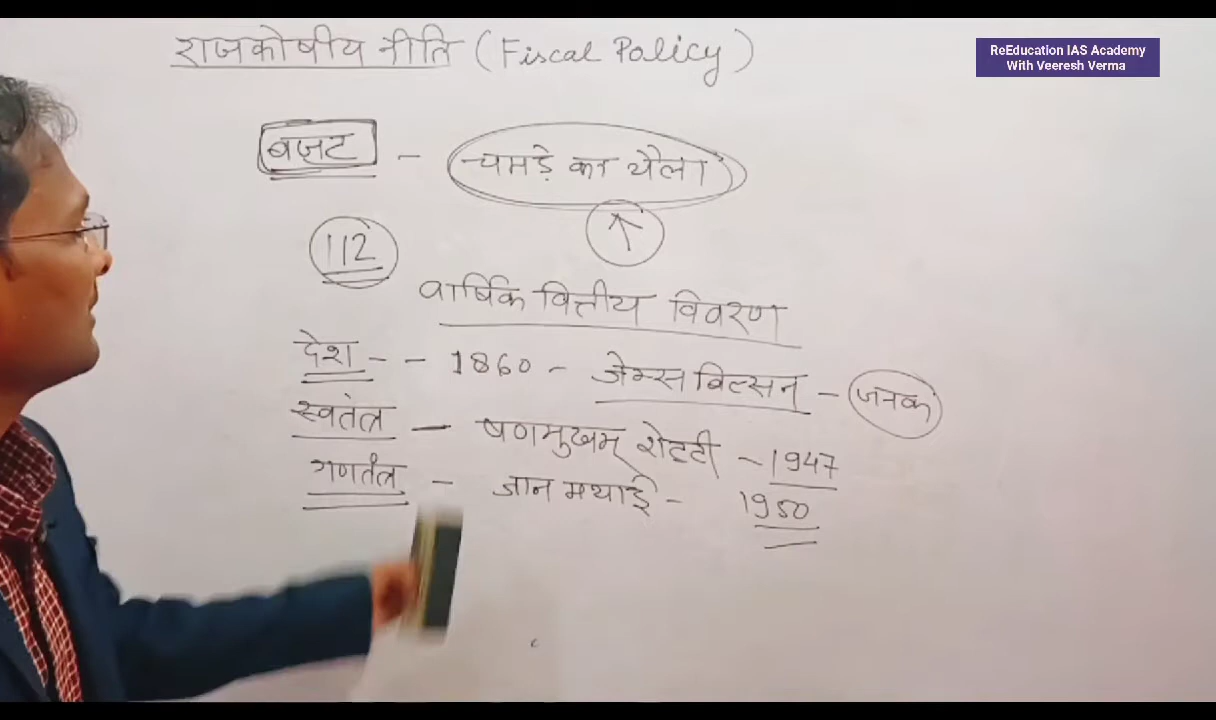 राजकोषीय नीति (Fiscal Policy)
ReEducation IAS Academy
With Veeresh Verma
बजट - चमड़े का थैला
112
वार्षिक वित्तीय विवरण
देश - - 1860 - जेम्स विल्सन - जनक
स्वतंत्र - षणमुखम् शेट्टी - 1947
गणतंत्र - जान मथाई - 1950